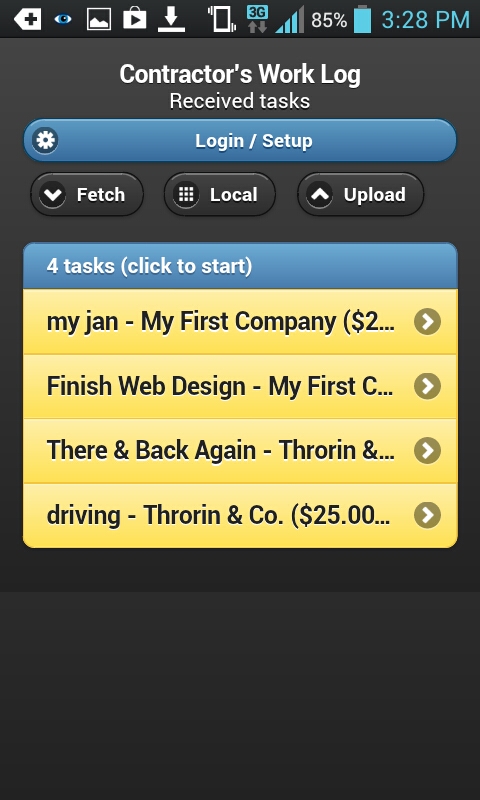 3G 85% 3:28 PM
Contractor's Work Log
Received tasks
Login / Setup
Fetch Local Upload
4 tasks (click to start)
my jan - My First Company ($2...
Finish Web Design - My First C...
There & Back Again - Throrin &...
driving - Throrin & Co. ($25.00...